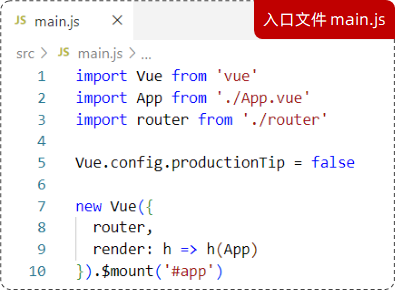 main.js
入口文件 main.js
src > main.js > ...
1 import Vue from 'vue'
2 import App from './App.vue'
3 import router from './router'
4
5 Vue.config.productionTip = false
6
7 new Vue({
8   router,
9   render: h => h(App)
10 }).$mount('#app')